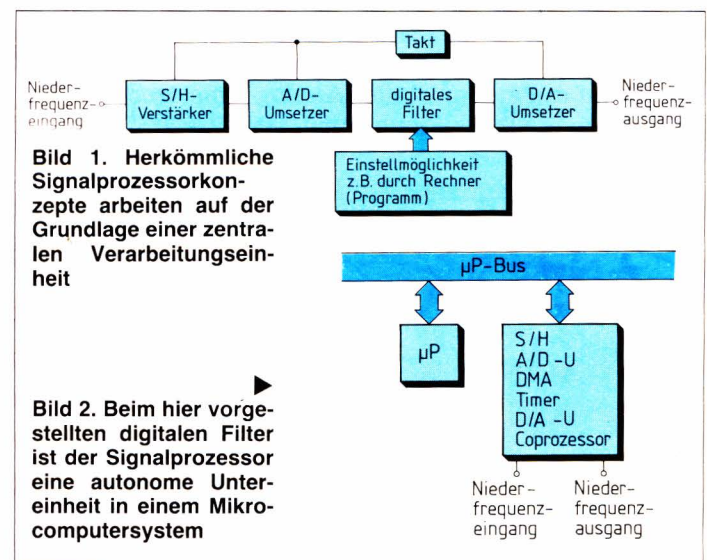 Takt
Nieder-
frequenz-
eingang
S/H-
Verstärker
A/D-
Umsetzer
digitales
Filter
D/A-
Umsetzer
Nieder-
frequenz-
ausgang
Einstellmöglichkeit
z.B. durch Rechner
(Programm)
Bild 1. Herkömmliche
Signalprozessorkon-
zepte arbeiten auf der
Grundlage einer zentra-
len Verarbeitungsein-
heit
µP-Bus
µP
S/H
A/D-U
DMA
Timer
D/A-U
Coprozessor
Nieder-
frequenz-
eingang
Nieder-
frequenz-
ausgang
Bild 2. Beim hier vorge-
stellten digitalen Filter
ist der Signalprozessor
eine autonome Unter-
einheit in einem Mikro-
computersystem